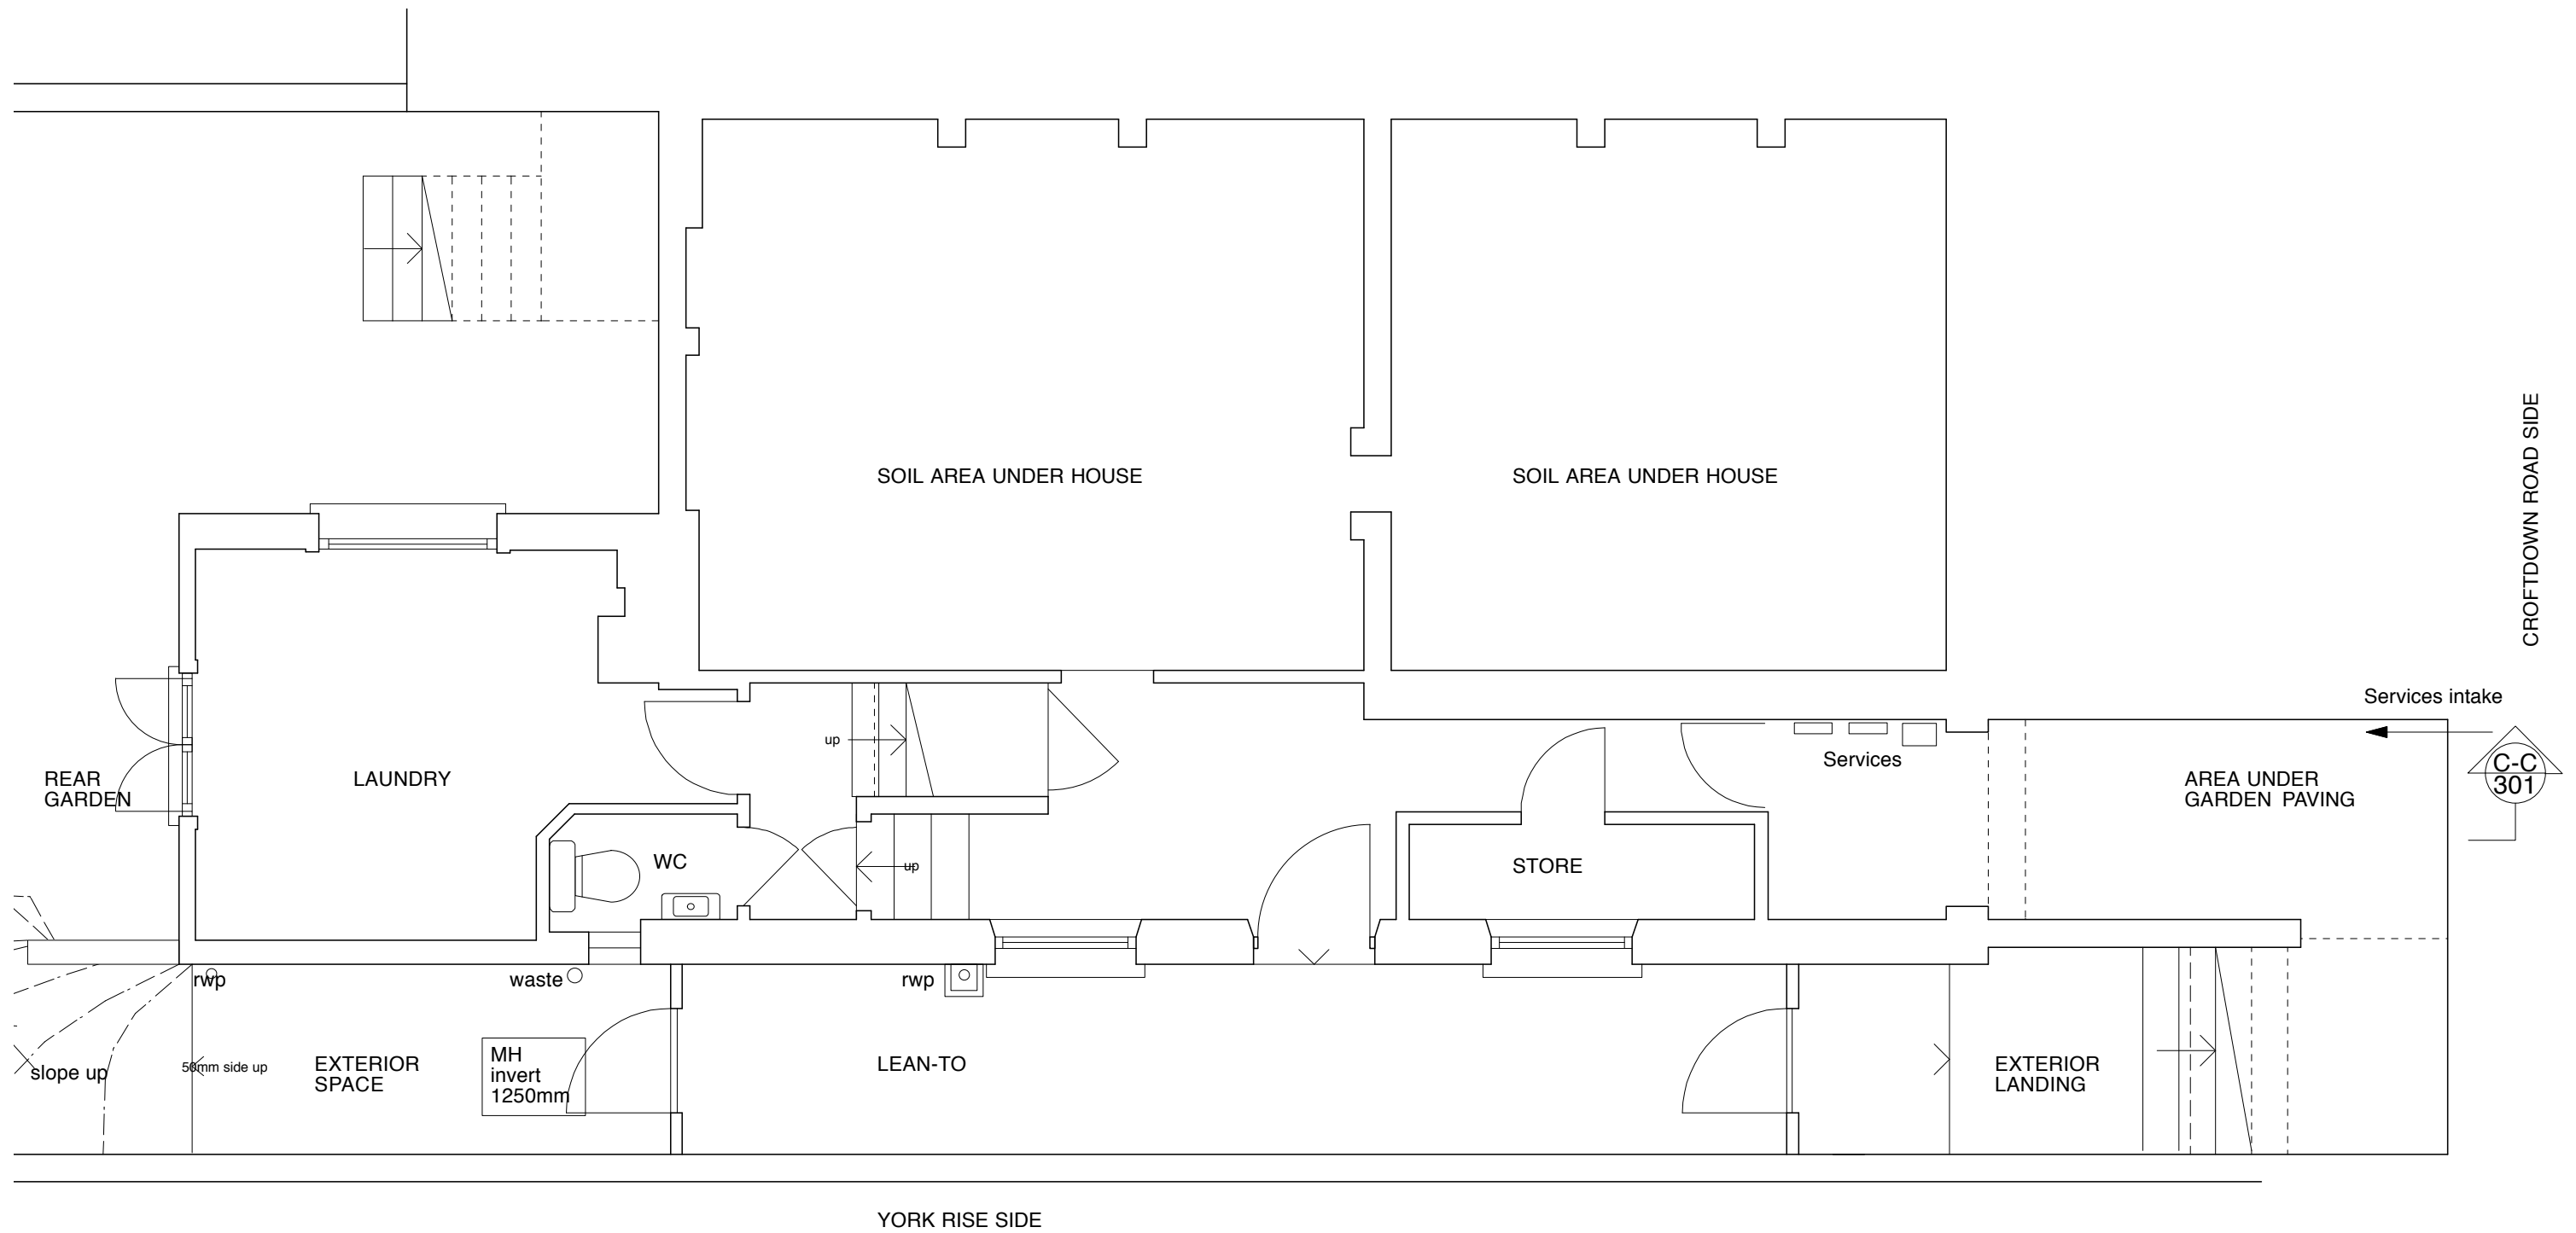 SOIL AREA UNDER HOUSE
SOIL AREA UNDER HOUSE
CROFTDOWN ROAD SIDE
Services intake
up
Services
C-C
301
REAR
GARDEN
LAUNDRY
AREA UNDER
GARDEN PAVING
WC
up
STORE
rwp
waste
rwp
slope up
50mm side up
EXTERIOR
SPACE
MH
invert
1250mm
LEAN-TO
EXTERIOR
LANDING
YORK RISE SIDE